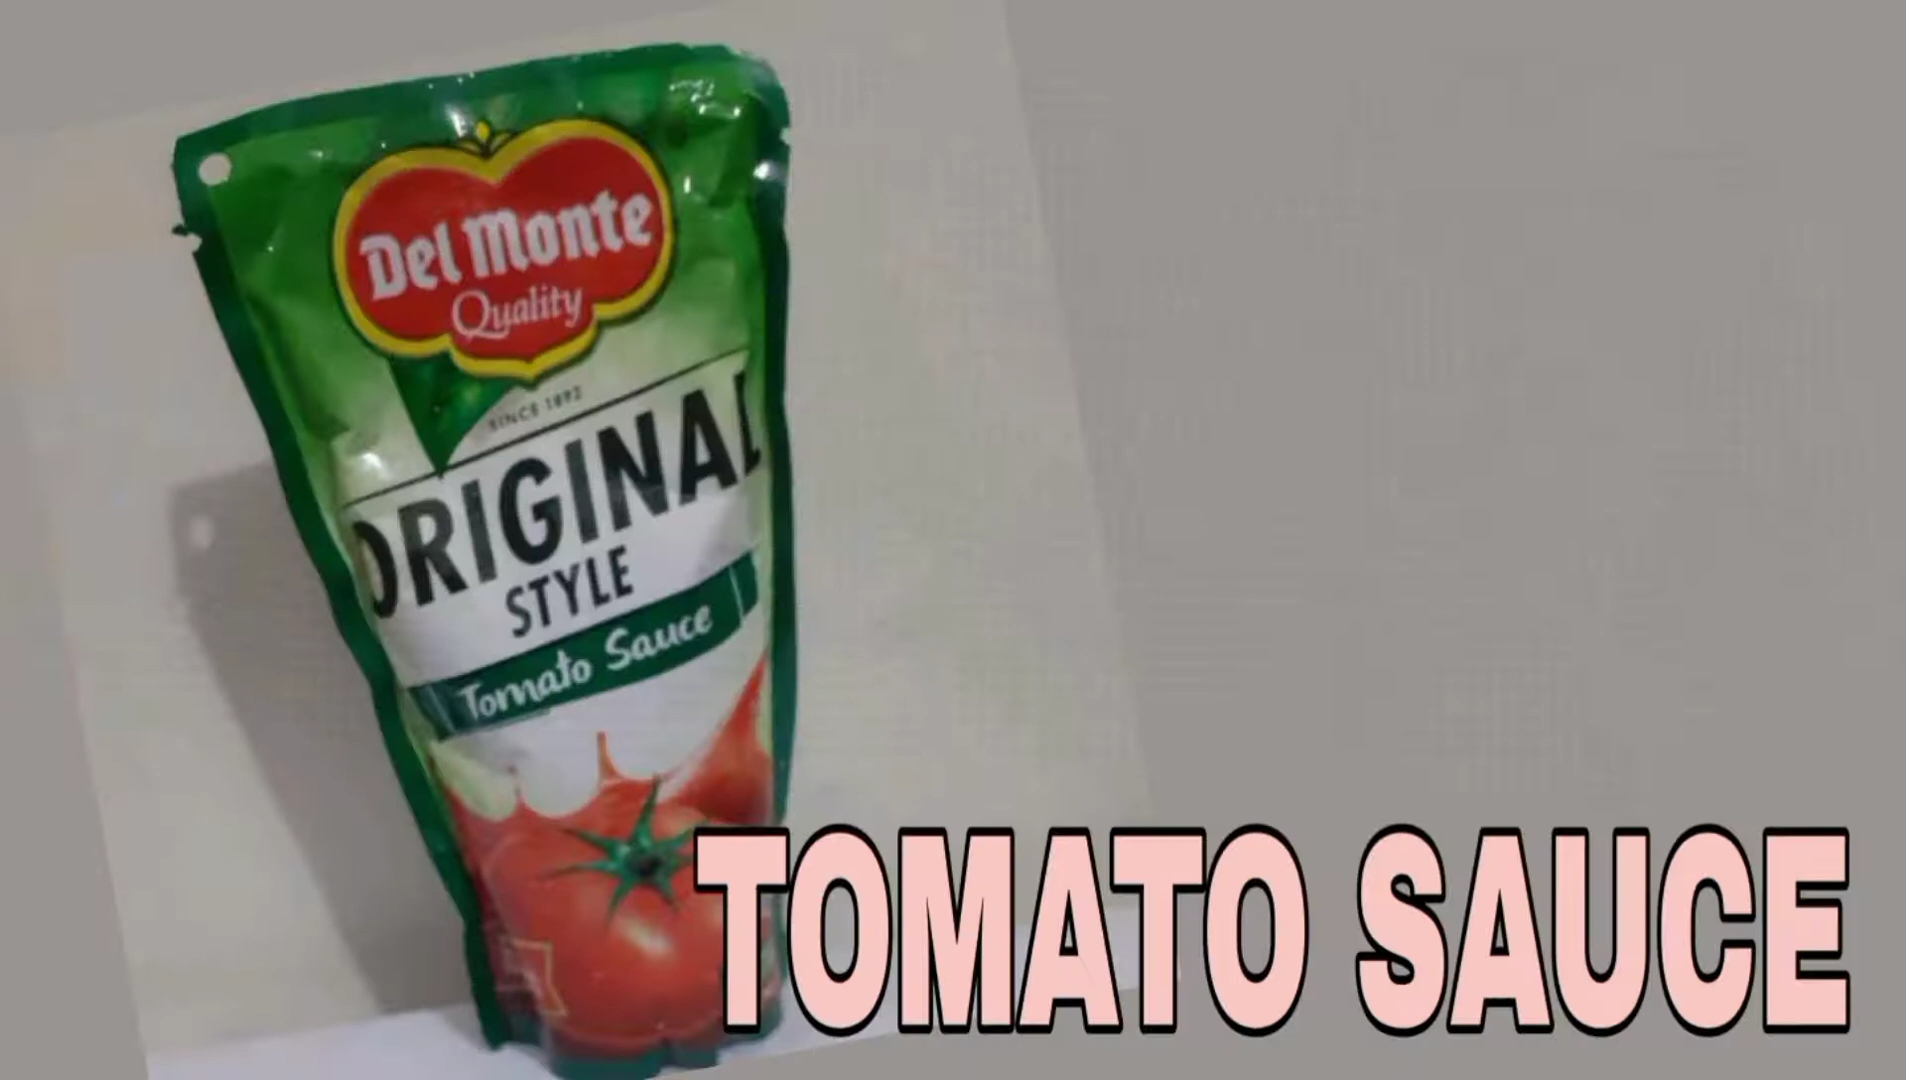 Del Monte
Quality
SINCE 1892
ORIGINAL
STYLE
Tomato Sauce
TOMATO SAUCE